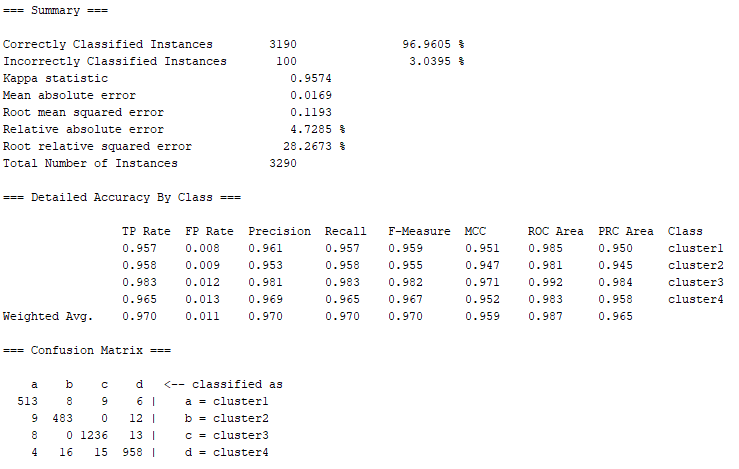 === Summary ===
Correctly Classified Instances 3190 96.9605 %
Incorrectly Classified Instances 100 3.0395 %
Kappa statistic 0.9574
Mean absolute error 0.0169
Root mean squared error 0.1193
Relative absolute error 4.7285 %
Root relative squared error 28.2673 %
Total Number of Instances 3290
=== Detailed Accuracy By Class ===
TP Rate FP Rate Precision Recall F-Measure MCC ROC Area PRC Area Class
0.957 0.008 0.961 0.957 0.959 0.951 0.985 0.950 cluster1
0.958 0.009 0.953 0.958 0.955 0.947 0.981 0.945 cluster2
0.983 0.012 0.981 0.983 0.982 0.971 0.992 0.984 cluster3
0.965 0.013 0.969 0.965 0.967 0.952 0.983 0.958 cluster4
Weighted Avg. 0.970 0.011 0.970 0.970 0.970 0.959 0.987 0.965
=== Confusion Matrix ===
a b c d <-- classified as
513 8 9 6 | a = cluster1
9 483 0 12 | b = cluster2
8 0 1236 13 | c = cluster3
4 16 15 958 | d = cluster4